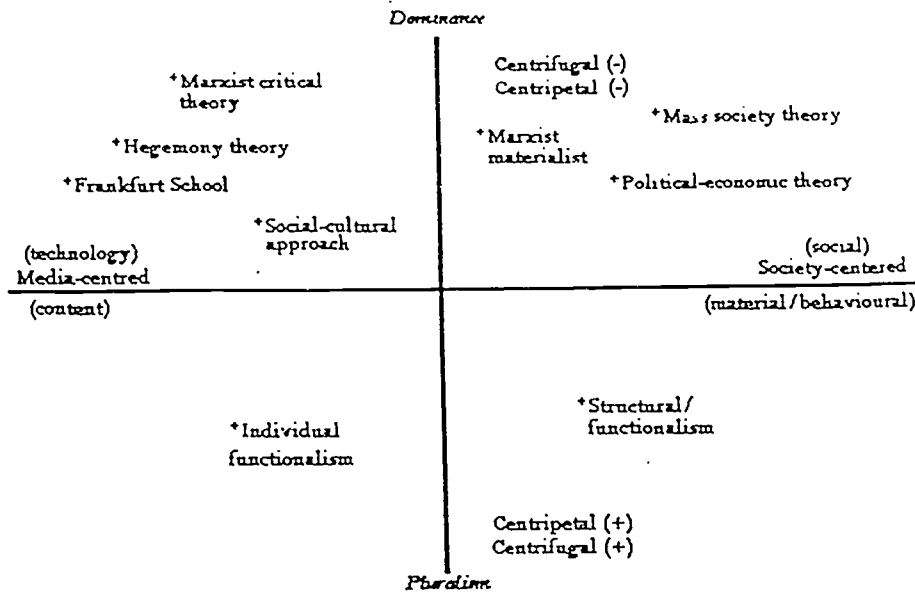 Dominance
Centrifugal (-)
Centripetal (-)
+Marxist critical
theory
+Mass society theory
+Hegemony theory
+Marxist
materialist
+Frankfurt School
+Political-economic theory
+Social-cultural
approach
(technology)
Media-centred
(social)
Society-centered
(content)
(material/behavioural)
+Individual
functionalism
+Structural/
functionalism
Centripetal (+)
Centrifugal (+)
Pluralism